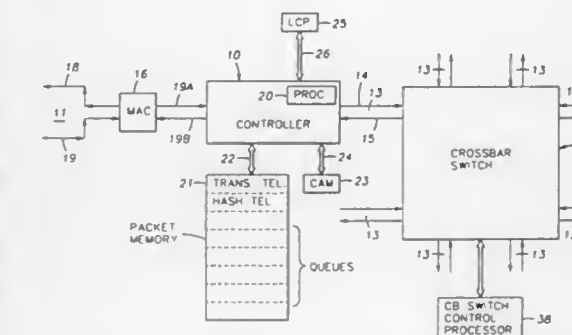 LCP
25
26
10
18
16
19A
14
13
20
PROC
11
MAC
CONTROLLER
15
19
19B
22
24
21
TRANS TEL.
CAM
23
HASH TEL
PACKET
MEMORY
QUEUES
13
13
CROSSBAR
SWITCH
13
13
13
13
CB SWITCH
CONTROL
PROCESSOR
38